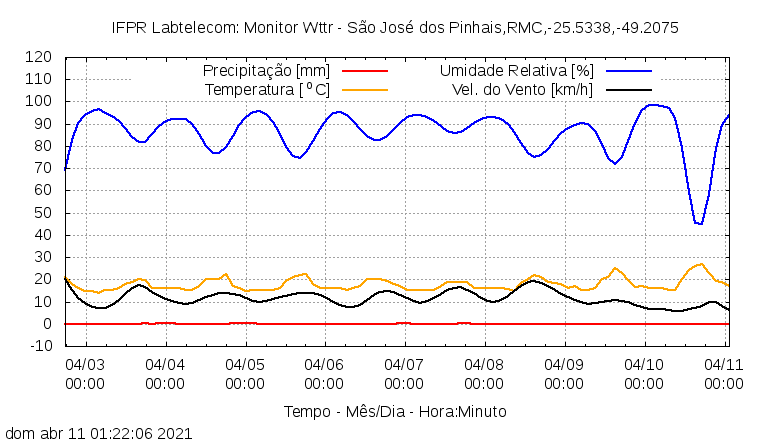 IFPR Labtelecom: Monitor Wttr - São José dos Pinhais,RMC,-25.5338,-49.2075
Precipitação [mm] Umidade Relativa [%]
Temperatura [⁰C] Vel. do Vento [km/h]
120
110
100
90
80
70
60
50
40
30
20
10
0
-10
04/03 04/04 04/05 04/06 04/07 04/08 04/09 04/10 04/11
00:00 00:00 00:00 00:00 00:00 00:00 00:00 00:00 00:00
Tempo - Mês/Dia - Hora:Minuto
dom abr 11 01:22:06 2021